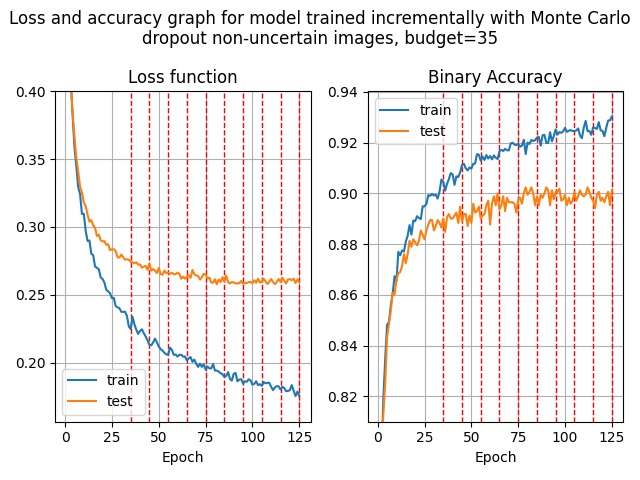 Loss and accuracy graph for model trained incrementally with Monte Carlo
dropout non-uncertain images, budget=35
Loss function
0.40
0.35
0.30
0.25
0.20
train
test
0 25 50 75 100 125
Epoch
Binary Accuracy
0.94
0.92
0.90
0.88
0.86
0.84
0.82
train
test
0 25 50 75 100 125
Epoch